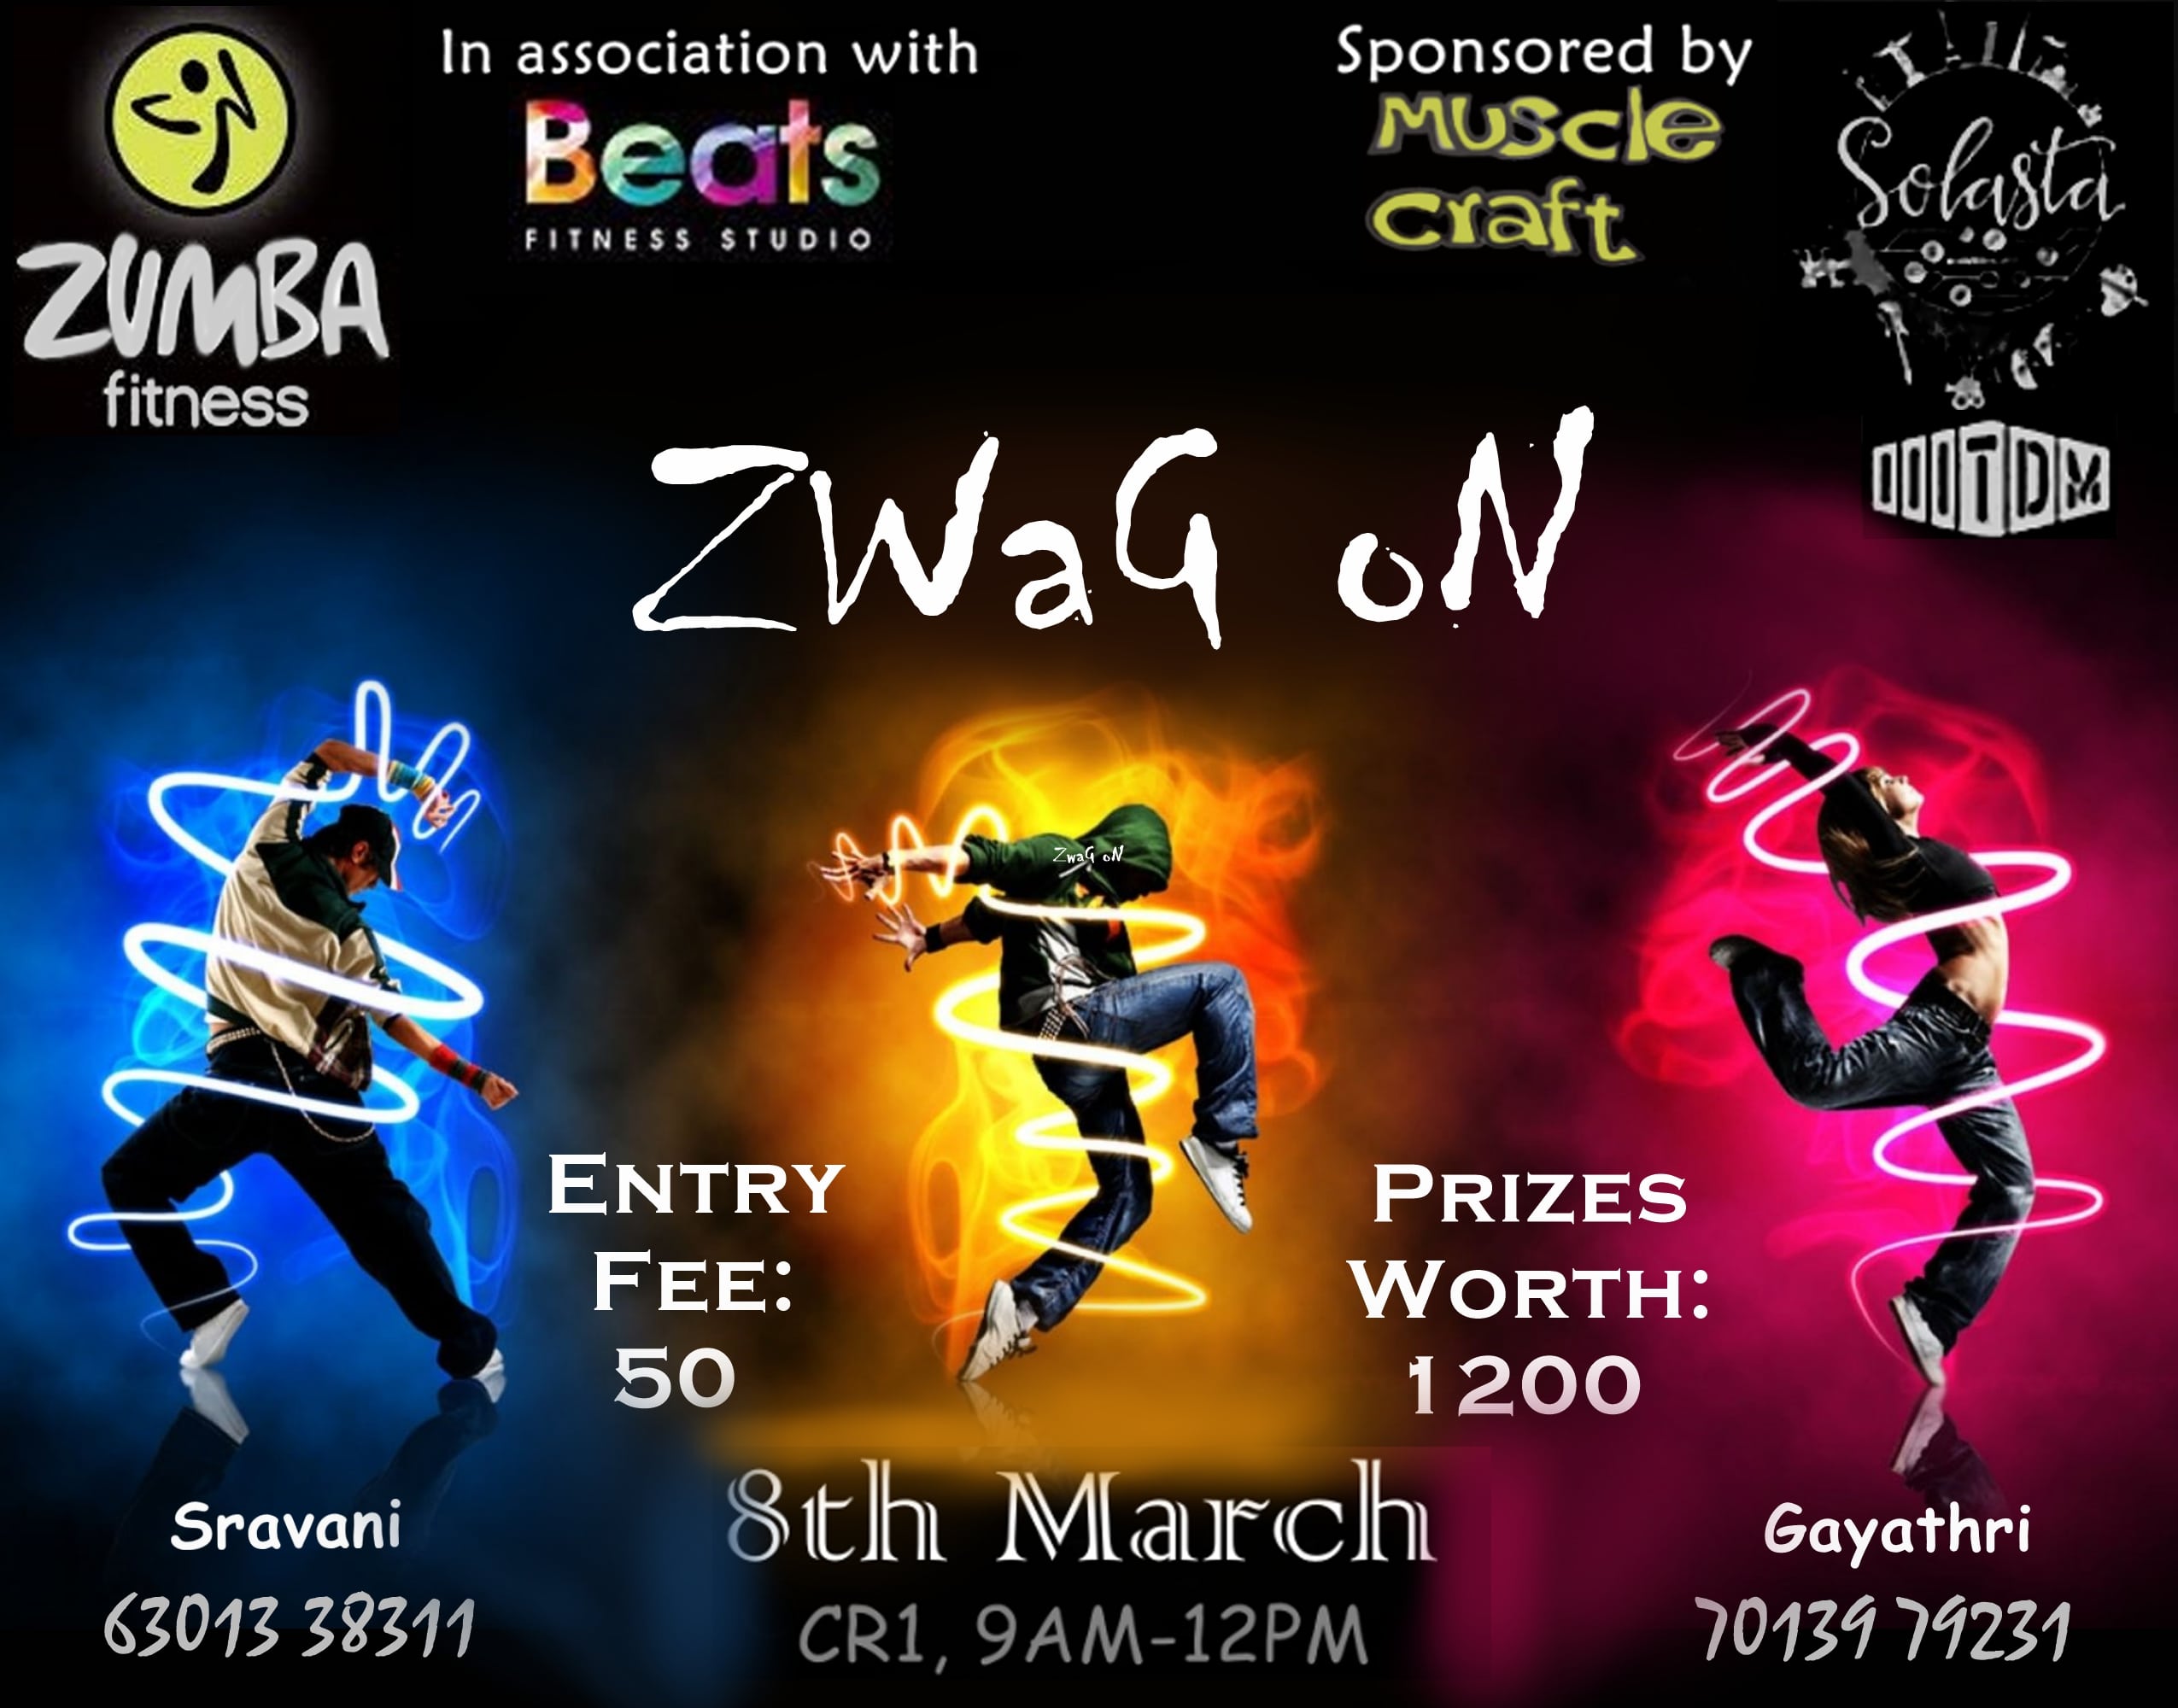 ZUMBA
fitness
In association with
Beats
FITNESS STUDIO
Sponsored by
Muscle
craft
Solasta
IIITDM
ZWaG oN
ZwaG oN
Entry
Fee:
50
Prizes
Worth:
1200
Sravani
63013 38311
8th March
CR1, 9AM-12PM
Gayathri
70139 79231